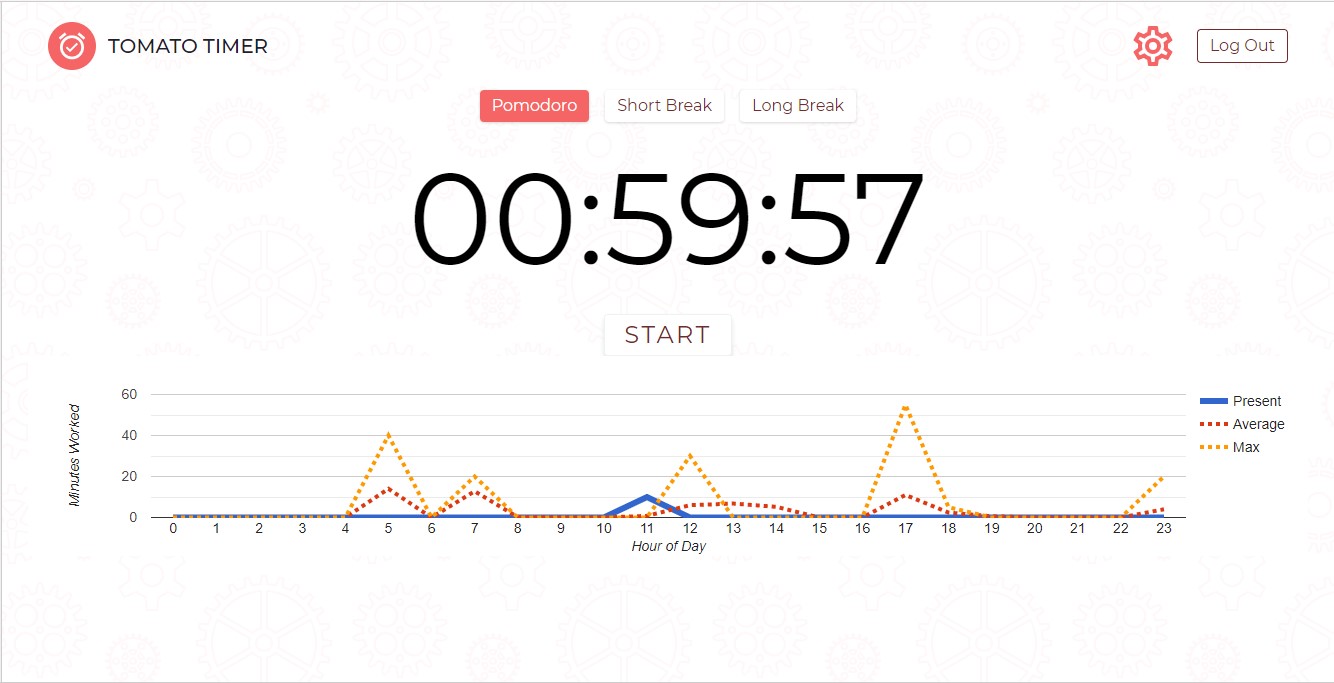 TOMATO TIMER
Log Out
Pomodoro Short Break Long Break
00:59:57
START
60
40
20
0
Minutes Worked
0 1 2 3 4 5 6 7 8 9 10 11 12 13 14 15 16 17 18 19 20 21 22 23
Hour of Day
Present
Average
Max